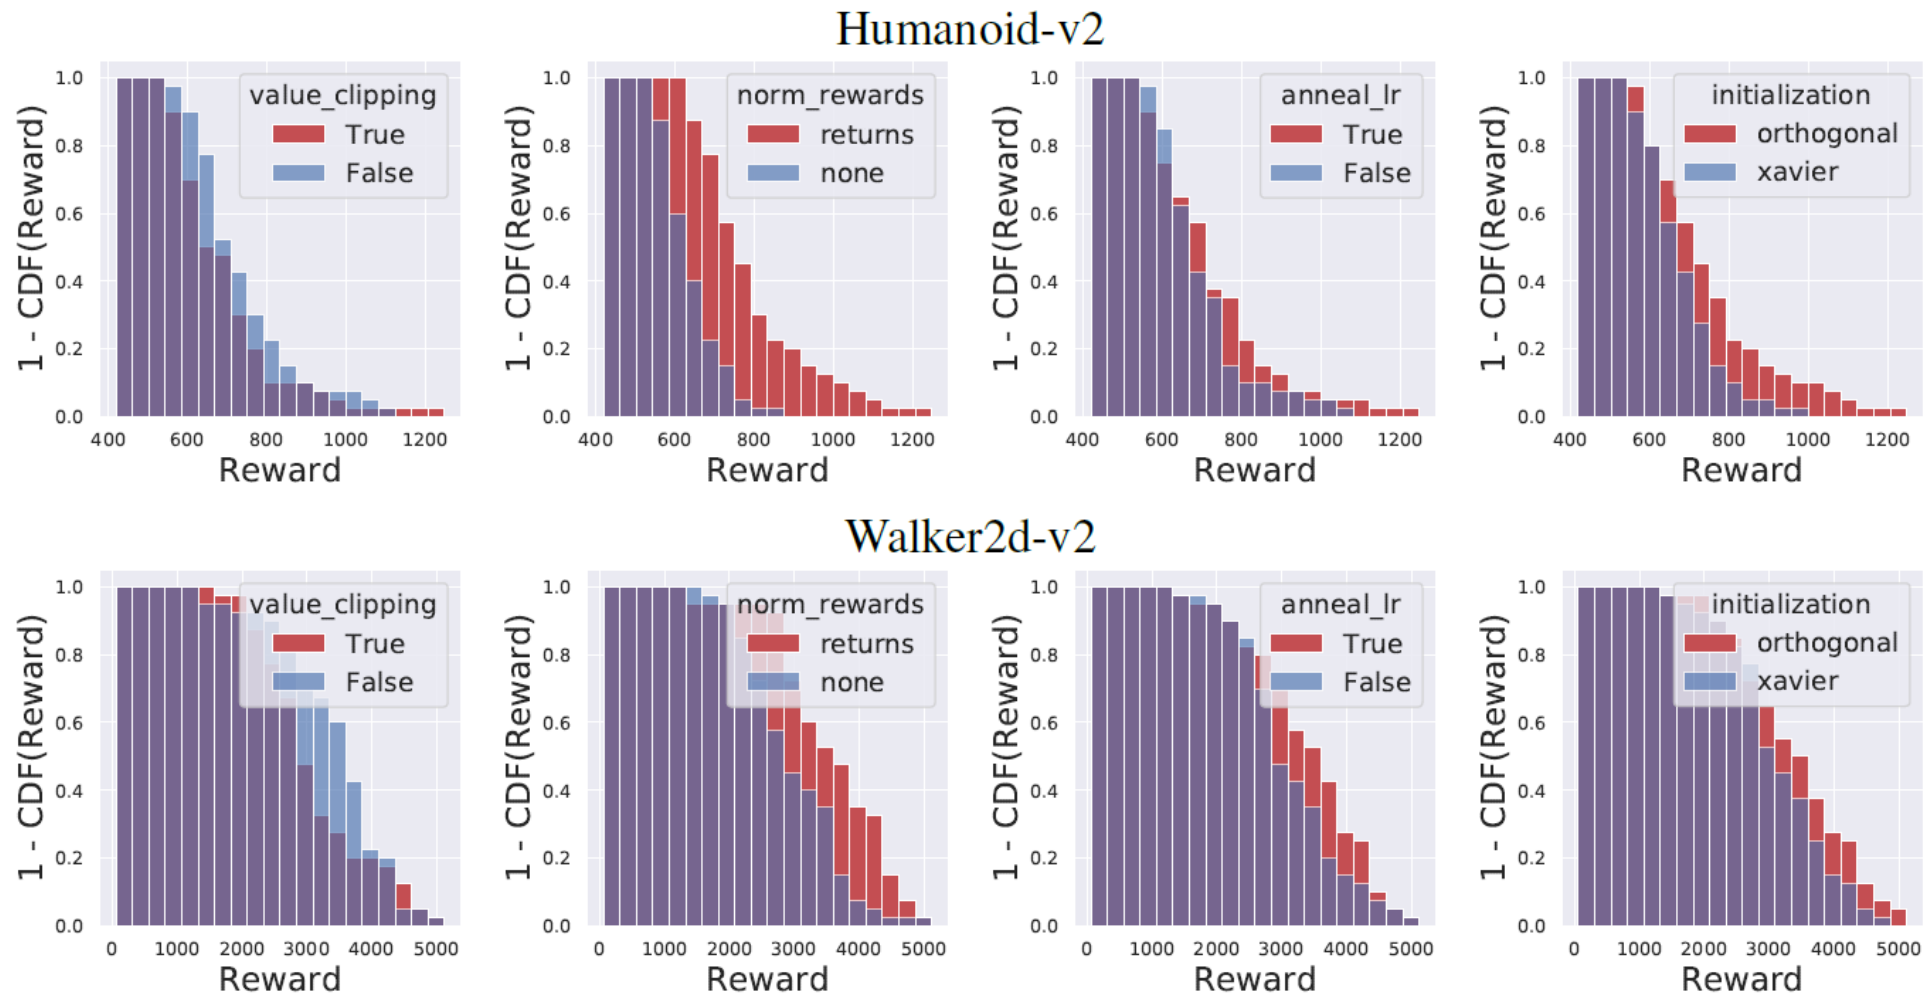 Humanoid-v2
1 - CDF(Reward)
1.0
0.8
0.6
0.4
0.2
0.0
value_clipping
True
False
400 600 800 1000 1200
Reward
1 - CDF(Reward)
1.0
0.8
0.6
0.4
0.2
0.0
norm_rewards
returns
none
400 600 800 1000 1200
Reward
1 - CDF(Reward)
1.0
0.8
0.6
0.4
0.2
0.0
anneal_lr
True
False
400 600 800 1000 1200
Reward
1 - CDF(Reward)
1.0
0.8
0.6
0.4
0.2
0.0
initialization
orthogonal
xavier
400 600 800 1000 1200
Reward
Walker2d-v2
1 - CDF(Reward)
1.0
0.8
0.6
0.4
0.2
0.0
value_clipping
True
False
0 1000 2000 3000 4000 5000
Reward
1 - CDF(Reward)
1.0
0.8
0.6
0.4
0.2
0.0
norm_rewards
returns
none
0 1000 2000 3000 4000 5000
Reward
1 - CDF(Reward)
1.0
0.8
0.6
0.4
0.2
0.0
anneal_lr
True
False
0 1000 2000 3000 4000 5000
Reward
1 - CDF(Reward)
1.0
0.8
0.6
0.4
0.2
0.0
initialization
orthogonal
xavier
0 1000 2000 3000 4000 5000
Reward